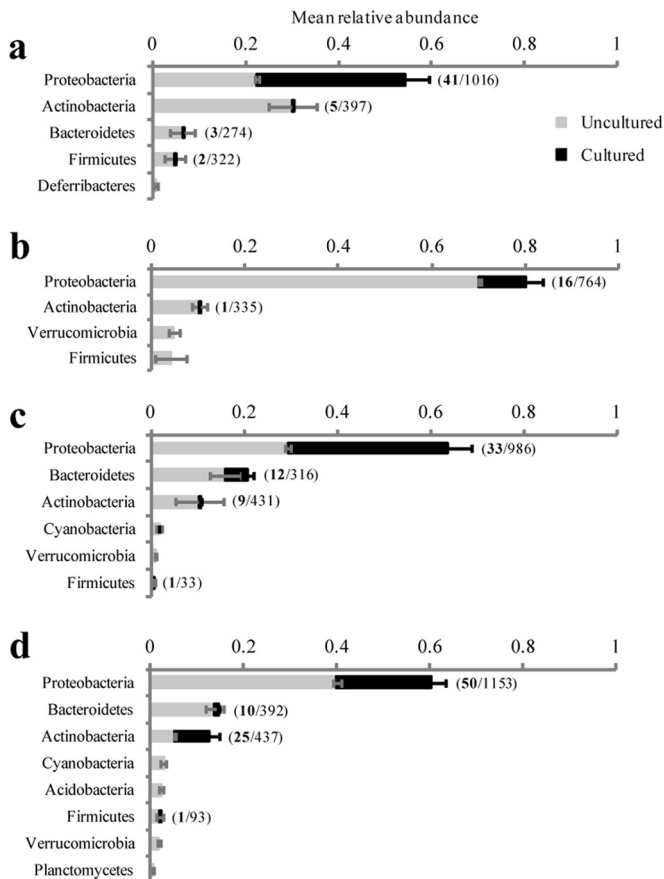 Mean relative abundance
a
0 0.2 0.4 0.6 0.8 1
Proteobacteria (41/1016)
Actinobacteria (5/397)
Bacteroidetes (3/274)
Firmicutes (2/322)
Deferribacteres
Uncultured
Cultured
b
0 0.2 0.4 0.6 0.8 1
Proteobacteria (16/764)
Actinobacteria (1/335)
Verrucomicrobia
Firmicutes
c
0 0.2 0.4 0.6 0.8 1
Proteobacteria (33/986)
Bacteroidetes (12/316)
Actinobacteria (9/431)
Cyanobacteria
Verrucomicrobia
Firmicutes (1/33)
d
0 0.2 0.4 0.6 0.8 1
Proteobacteria (50/1153)
Bacteroidetes (10/392)
Actinobacteria (25/437)
Cyanobacteria
Acidobacteria
Firmicutes (1/93)
Verrucomicrobia
Planctomycetes